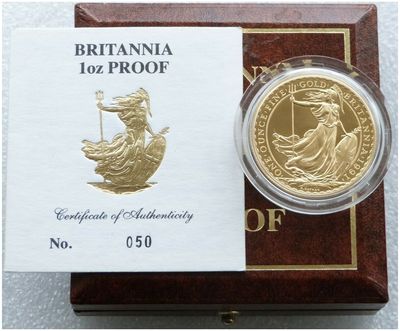 BRITANNIA
1oz PROOF
Certificate of Authenticity
No. 050
ONE OUNCE FINE GOLD BRITANNIA
OF